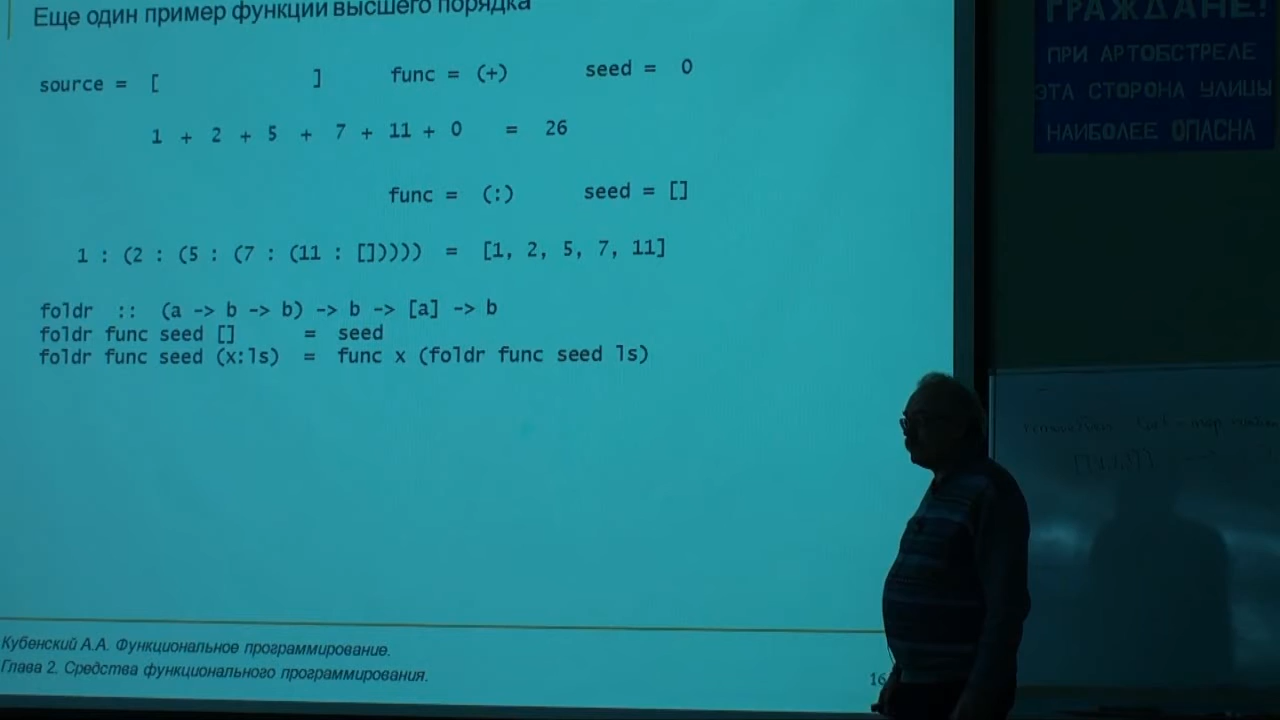 Еще один пример функции высшего порядка
source = [ ] func = (+) seed = 0
1 + 2 + 5 + 7 + 11 + 0 = 26
func = (:) seed = []
1 : (2 : (5 : (7 : (11 : [])))) = [1, 2, 5, 7, 11]
foldr :: (a -> b -> b) -> b -> [a] -> b
foldr func seed [] = seed
foldr func seed (x:ls) = func x (foldr func seed ls)
Кубенский А.А. Функциональное программирование.
Глава 2. Средства функционального программирования.
16
ГРАЖДАНЕ!
ПРИ АРТОБСТРЕЛЕ
ЭТА СТОРОНА УЛИЦЫ
НАИБОЛЕЕ ОПАСНА